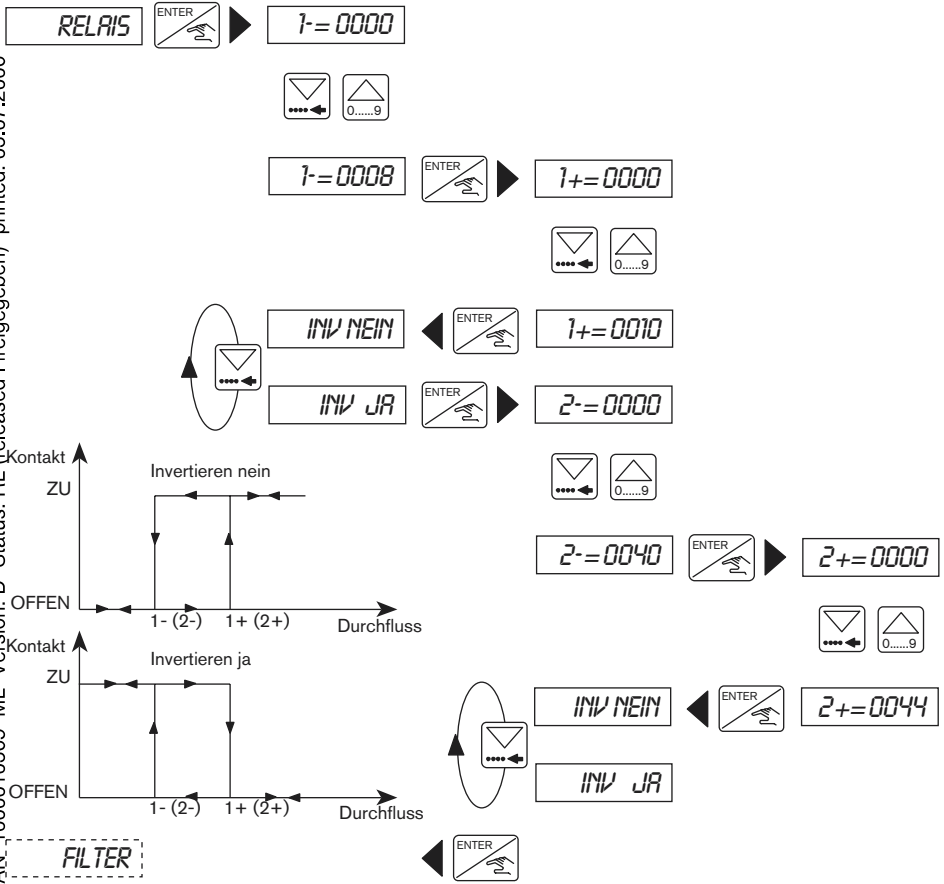 RELAIS ENTER 1-=0000
0......9
1-=0008 ENTER 1+=0000
0......9
INV NEIN ENTER 1+=0010
INV JA ENTER 2-=0000
0......9
2-=0040 ENTER 2+=0000
0......9
INV NEIN ENTER 2+=0044
INV JA
Kontakt
ZU
Invertieren nein
OFFEN
1- (2-) 1+ (2+)
Durchfluss
Kontakt
ZU
Invertieren ja
OFFEN
1- (2-) 1+ (2+)
Durchfluss
FILTER ENTER